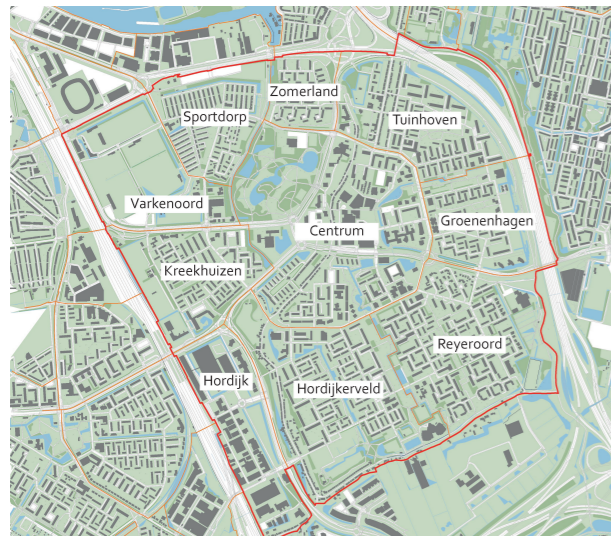 Zomerland
Sportdorp
Tuinhoven
Varkenoord
Groenenhagen
Centrum
Kreekhuizen
Reyeroord
Hordijk
Hordijkerveld